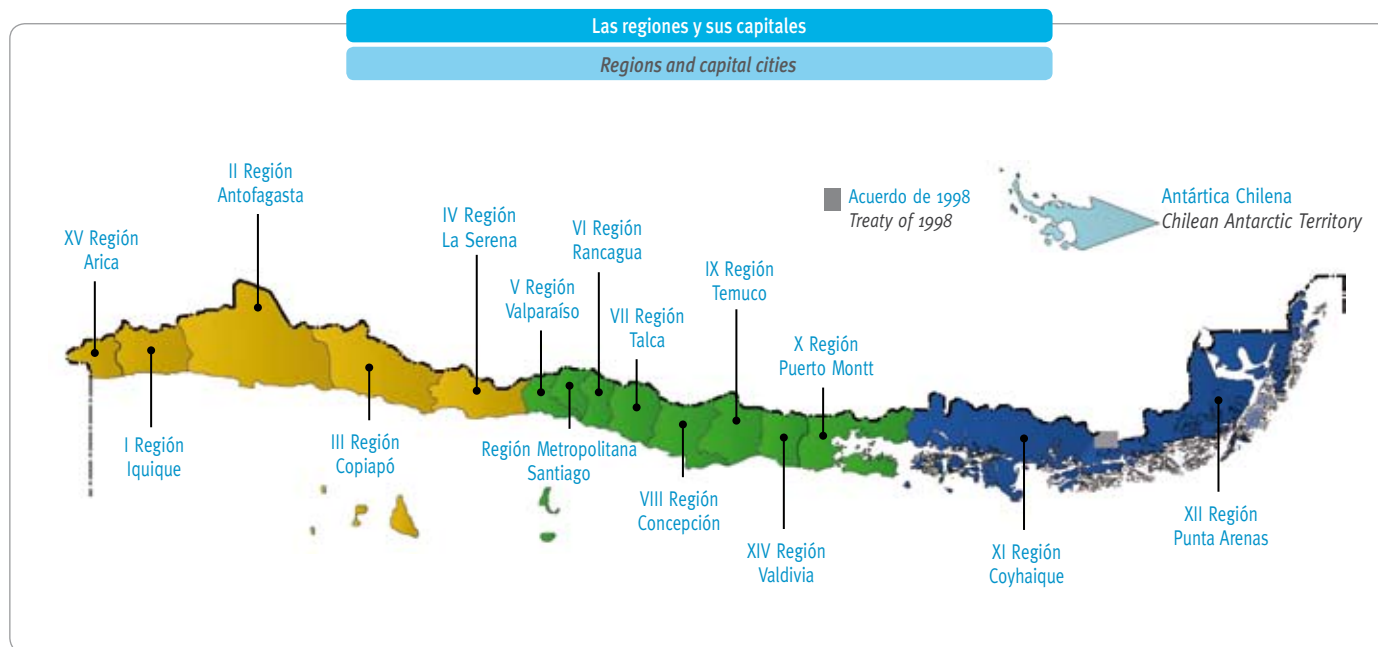 Las regiones y sus capitales
Regions and capital cities
II Región
Antofagasta
XV Región
Arica
IV Región
La Serena
VI Región
Rancagua
V Región
Valparaíso
VII Región
Talca
IX Región
Temuco
X Región
Puerto Montt
Acuerdo de 1998
Treaty of 1998
Antártica Chilena
Chilean Antarctic Territory
I Región
Iquique
III Región
Copiapó
Región Metropolitana
Santiago
VIII Región
Concepción
XIV Región
Valdivia
XI Región
Coyhaique
XII Región
Punta Arenas